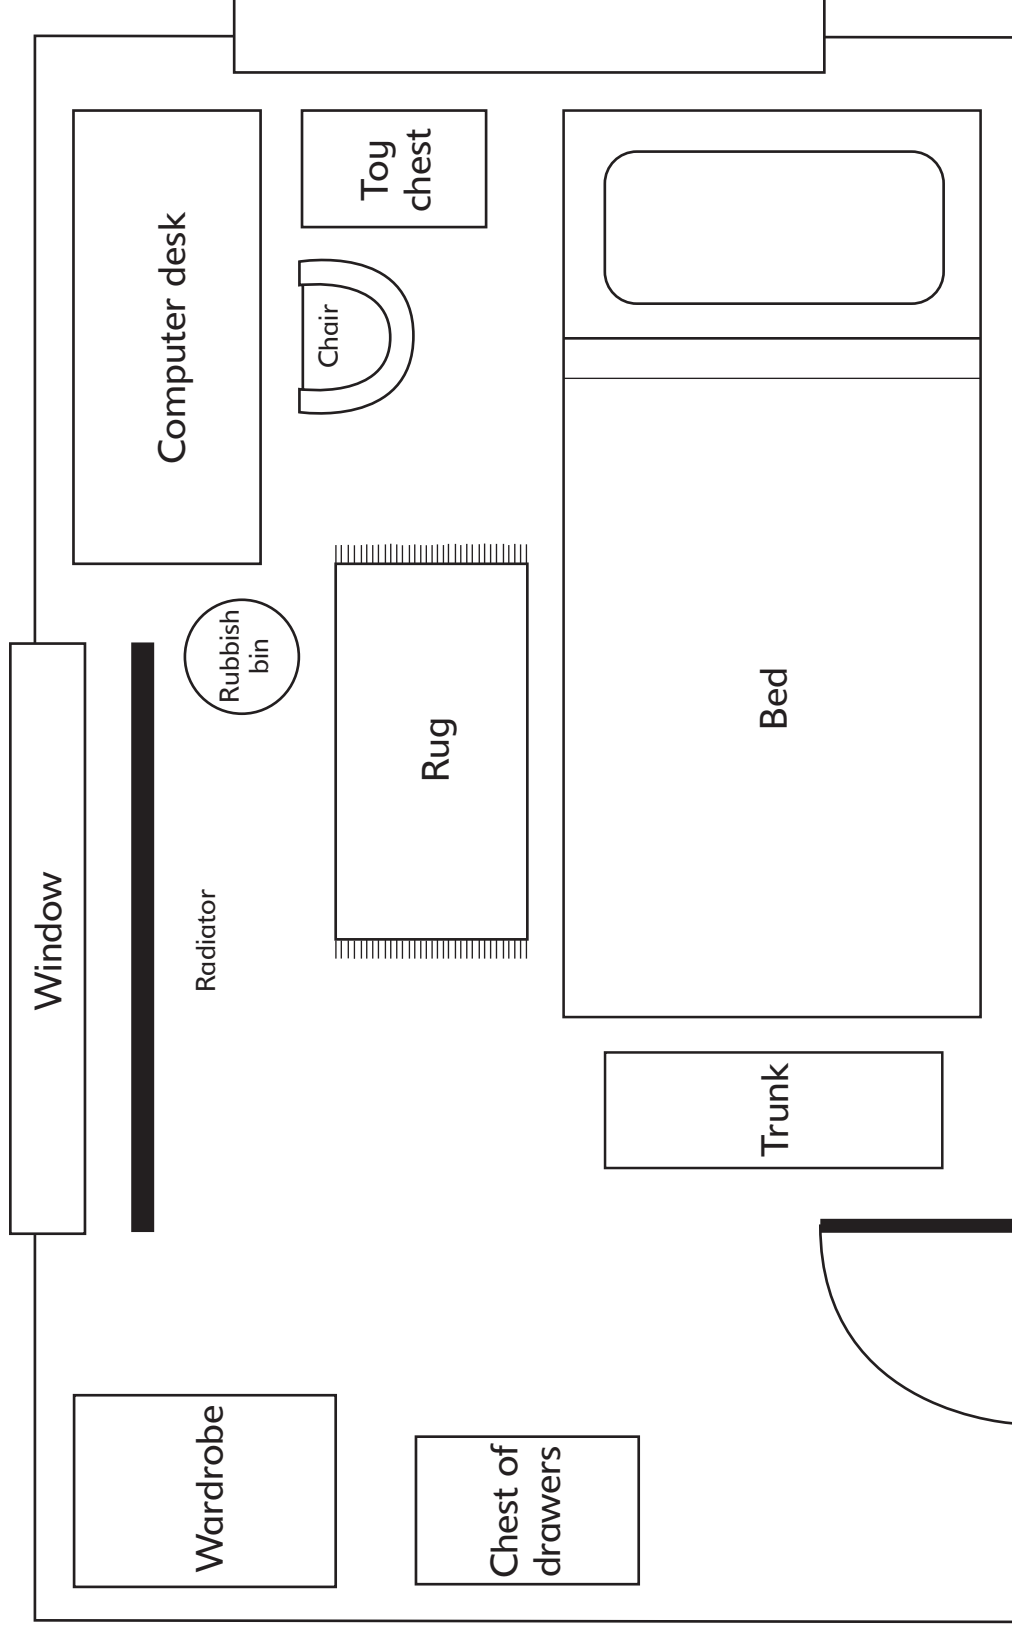 Computer desk
Toy
chest
Chair
Rubbish
bin
Rug
Bed
Window
Radiator
Trunk
Wardrobe
Chest of
drawers